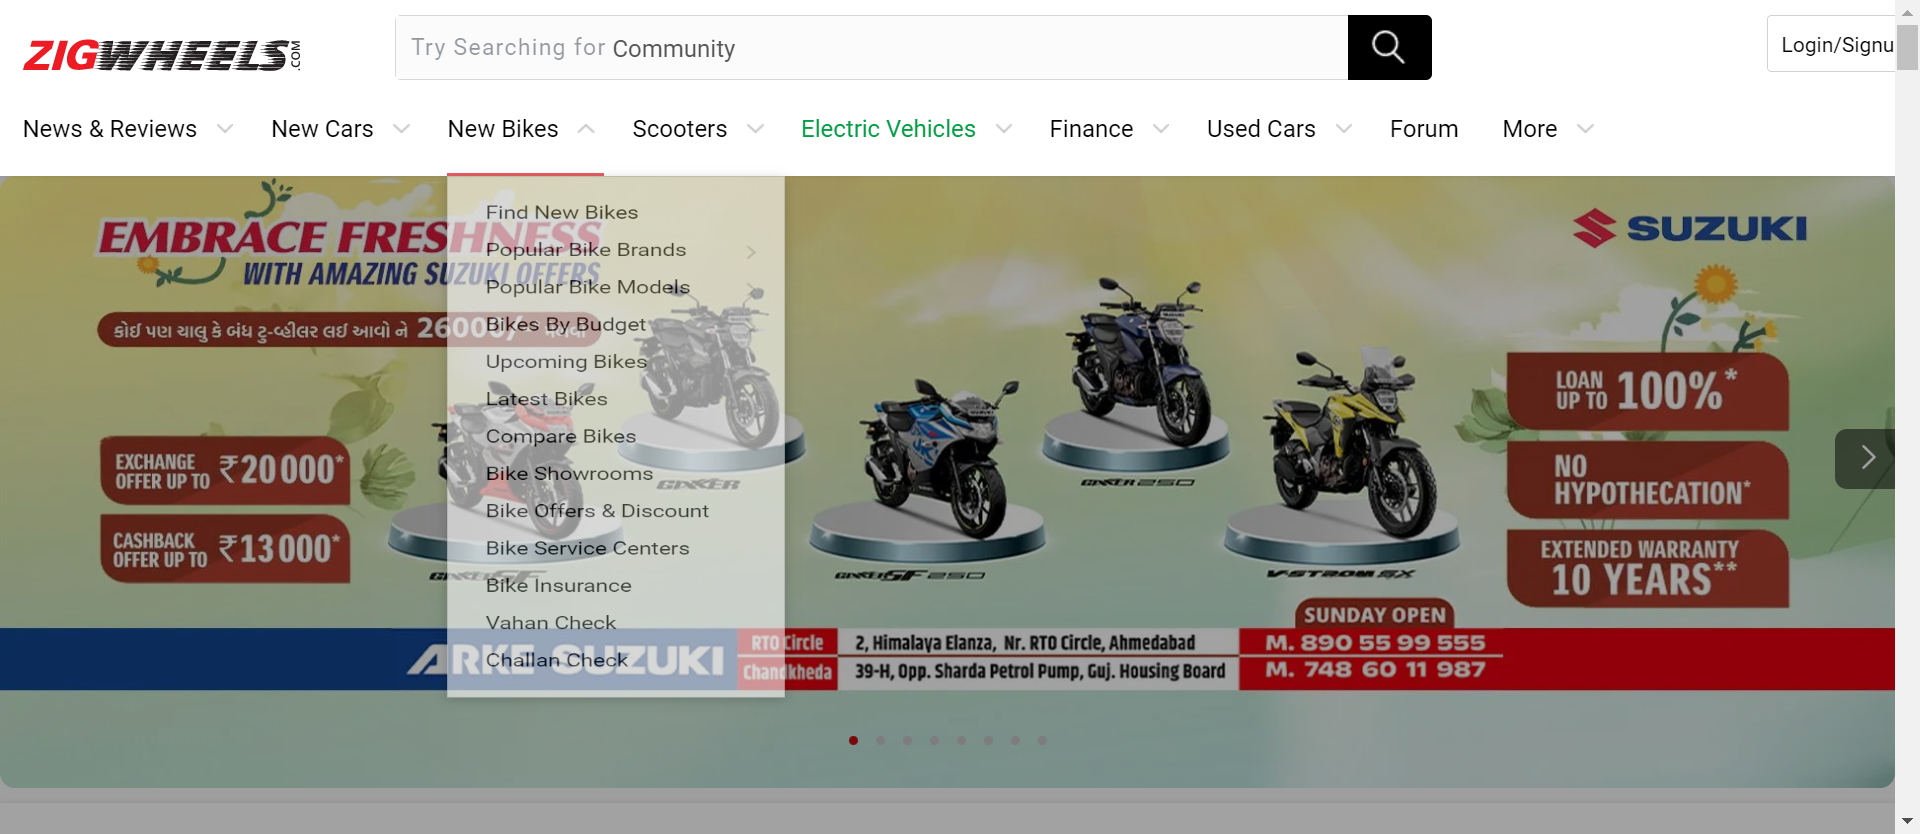 ZIGWHEELS.COM
Try Searching for Community
Login/Signu
News & Reviews
New Cars
New Bikes
Scooters
Electric Vehicles
Finance
Used Cars
Forum
More
Find New Bikes
Popular Bike Brands
Popular Bike Models
Bikes By Budget
Upcoming Bikes
Latest Bikes
Compare Bikes
Bike Showrooms
Bike Offers & Discount
Bike Service Centers
Bike Insurance
Vahan Check
Challan Check
EMBRACE FRESHNESS
WITH AMAZING SUZUKI OFFERS
કોઈ પણ ચાલુ કે બંધ ટુ-વ્હીલર લઈ આવો ને 26000/-
EXCHANGE
OFFER UP TO ₹20000*
CASHBACK
OFFER UP TO ₹13000*
SUZUKI
GIXXER
GIXXER 250
GIXXER SF 250
V-STROM SX
LOAN
UP TO 100%*
NO
HYPOTHECATION*
EXTENDED WARRANTY
10 YEARS**
SUNDAY OPEN
ARKE SUZUKI
RTO Circle
2, Himalaya Elanza, Nr. RTO Circle, Ahmedabad
M. 890 55 99 555
Chandkheda
39-H, Opp. Sharda Petrol Pump, Guj. Housing Board
M. 748 60 11 987